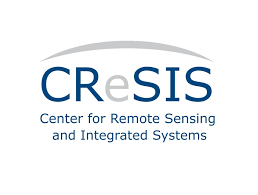 CReSIS
Center for Remote Sensing
and Integrated Systems